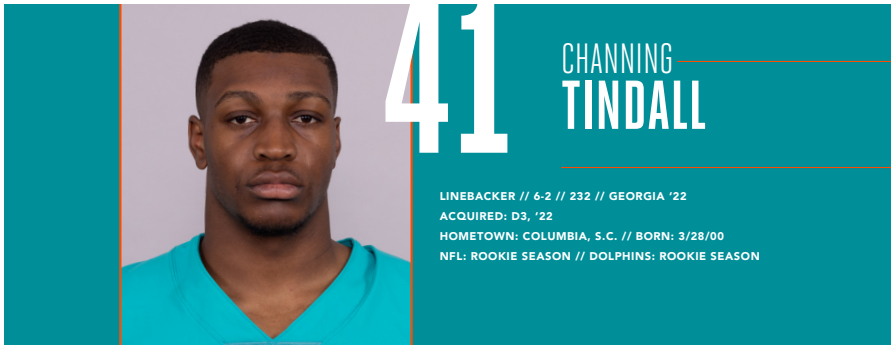 41
CHANNING
TINDALL
LINEBACKER // 6-2 // 232 // GEORGIA ’22
ACQUIRED: D3, ‘22
HOMETOWN: COLUMBIA, S.C. // BORN: 3/28/00
NFL: ROOKIE SEASON // DOLPHINS: ROOKIE SEASON